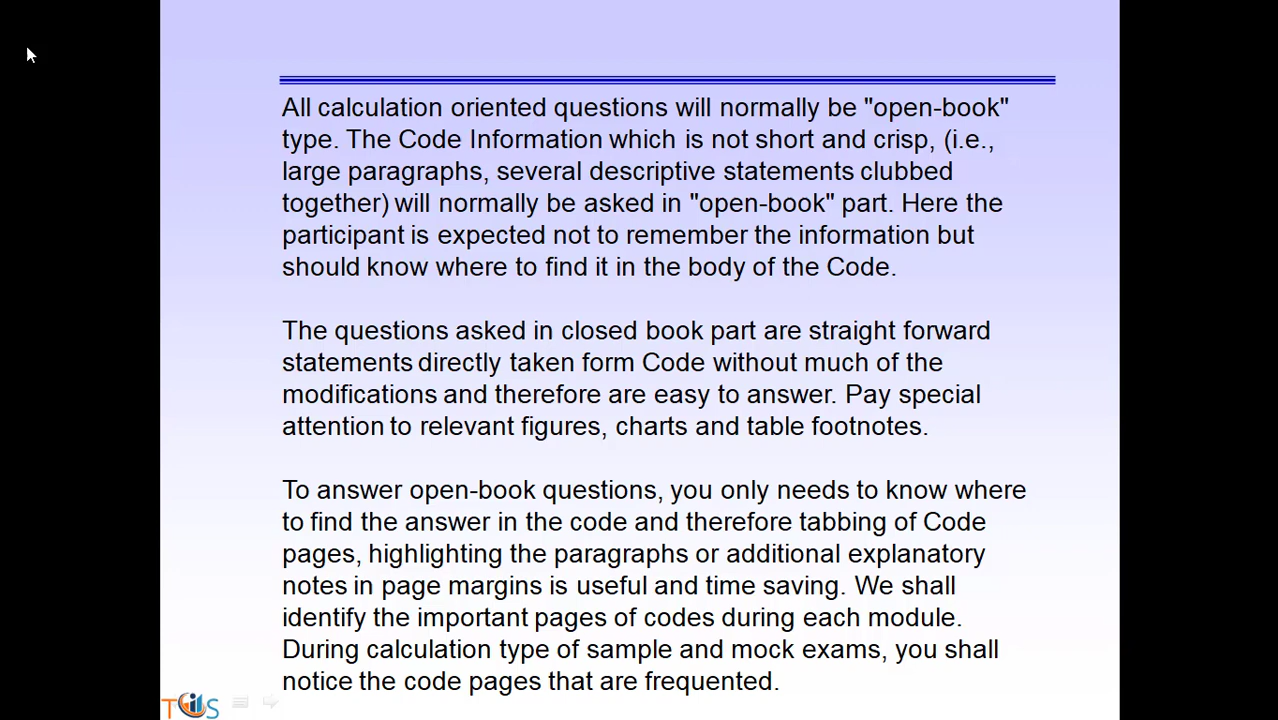 All calculation oriented questions will normally be "open-book"
type. The Code Information which is not short and crisp, (i.e.,
large paragraphs, several descriptive statements clubbed
together) will normally be asked in "open-book" part. Here the
participant is expected not to remember the information but
should know where to find it in the body of the Code.
The questions asked in closed book part are straight forward
statements directly taken form Code without much of the
modifications and therefore are easy to answer. Pay special
attention to relevant figures, charts and table footnotes.
To answer open-book questions, you only needs to know where
to find the answer in the code and therefore tabbing of Code
pages, highlighting the paragraphs or additional explanatory
notes in page margins is useful and time saving. We shall
identify the important pages of codes during each module.
During calculation type of sample and mock exams, you shall
notice the code pages that are frequented.